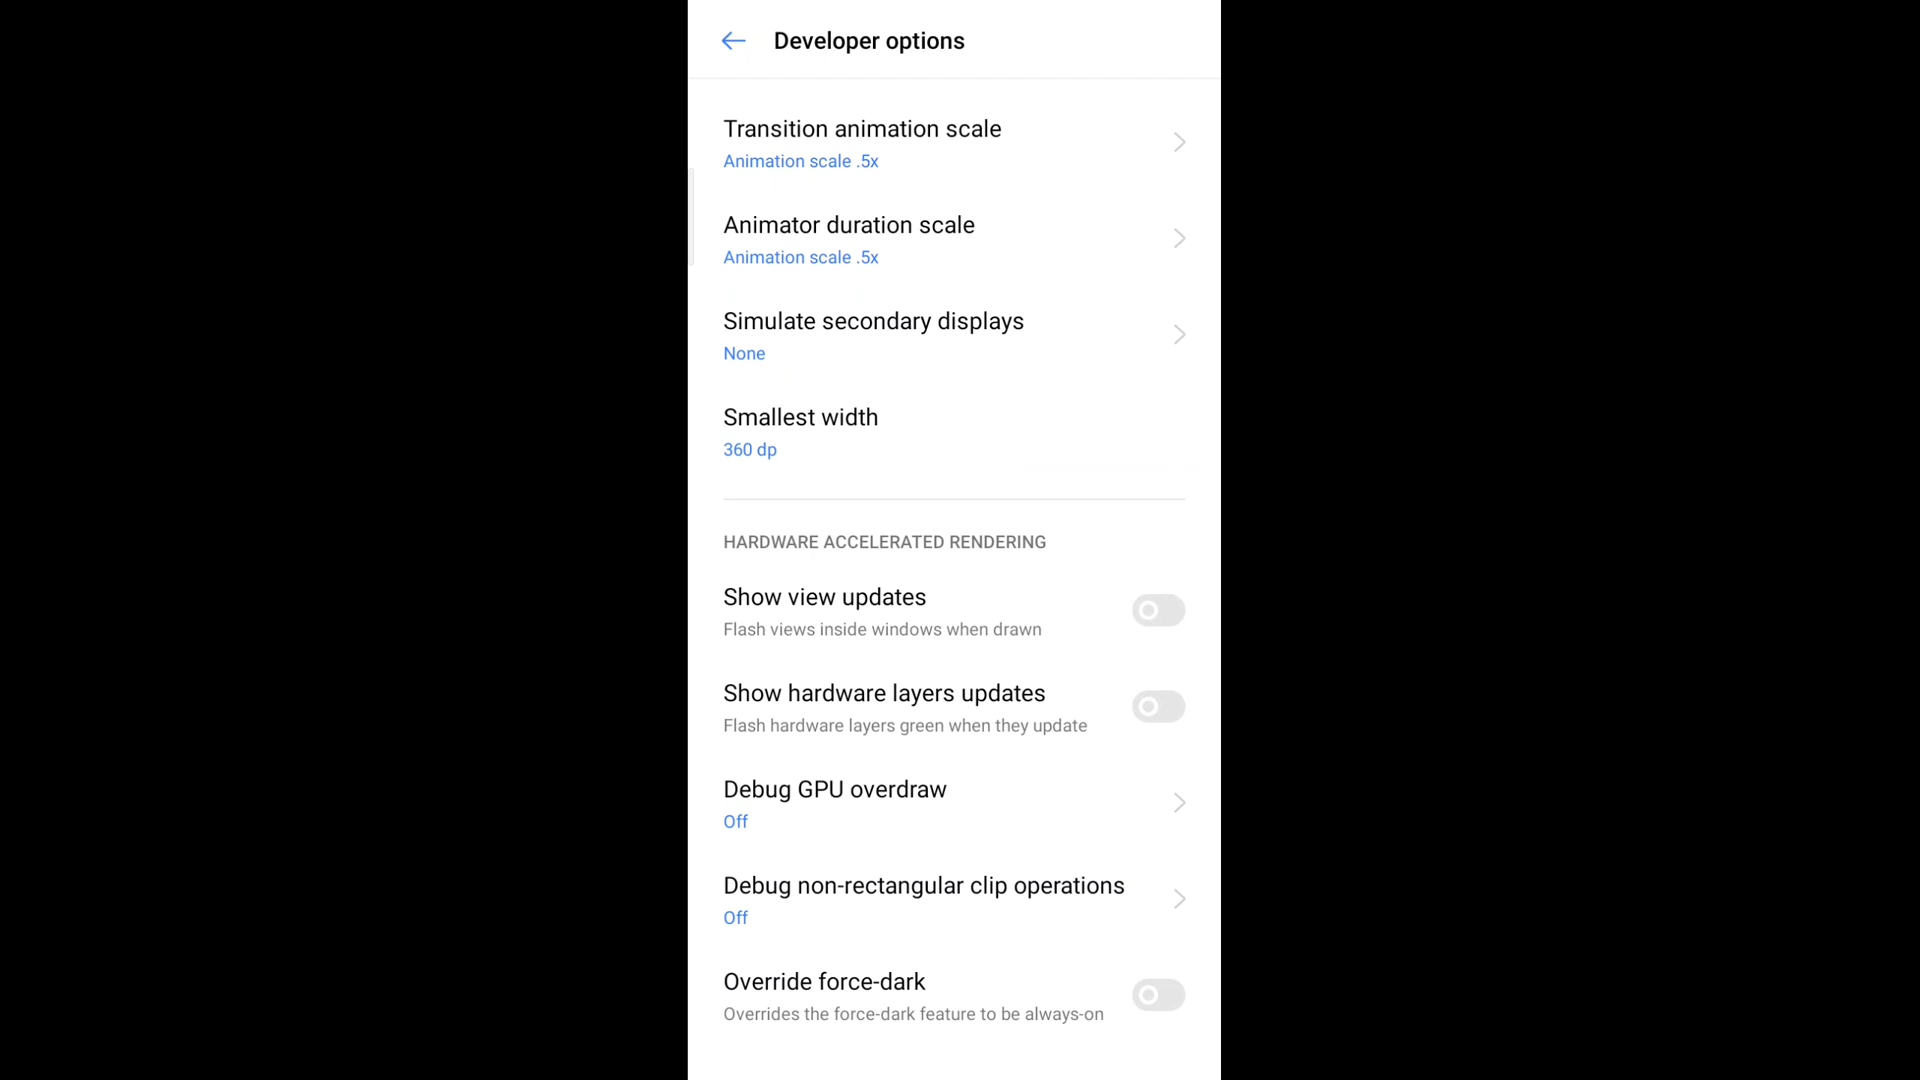 Developer options
Transition animation scale
Animation scale .5x
Animator duration scale
Animation scale .5x
Simulate secondary displays
None
Smallest width
360 dp
HARDWARE ACCELERATED RENDERING
Show view updates
Flash views inside windows when drawn
Show hardware layers updates
Flash hardware layers green when they update
Debug GPU overdraw
Off
Debug non-rectangular clip operations
Off
Override force-dark
Overrides the force-dark feature to be always-on